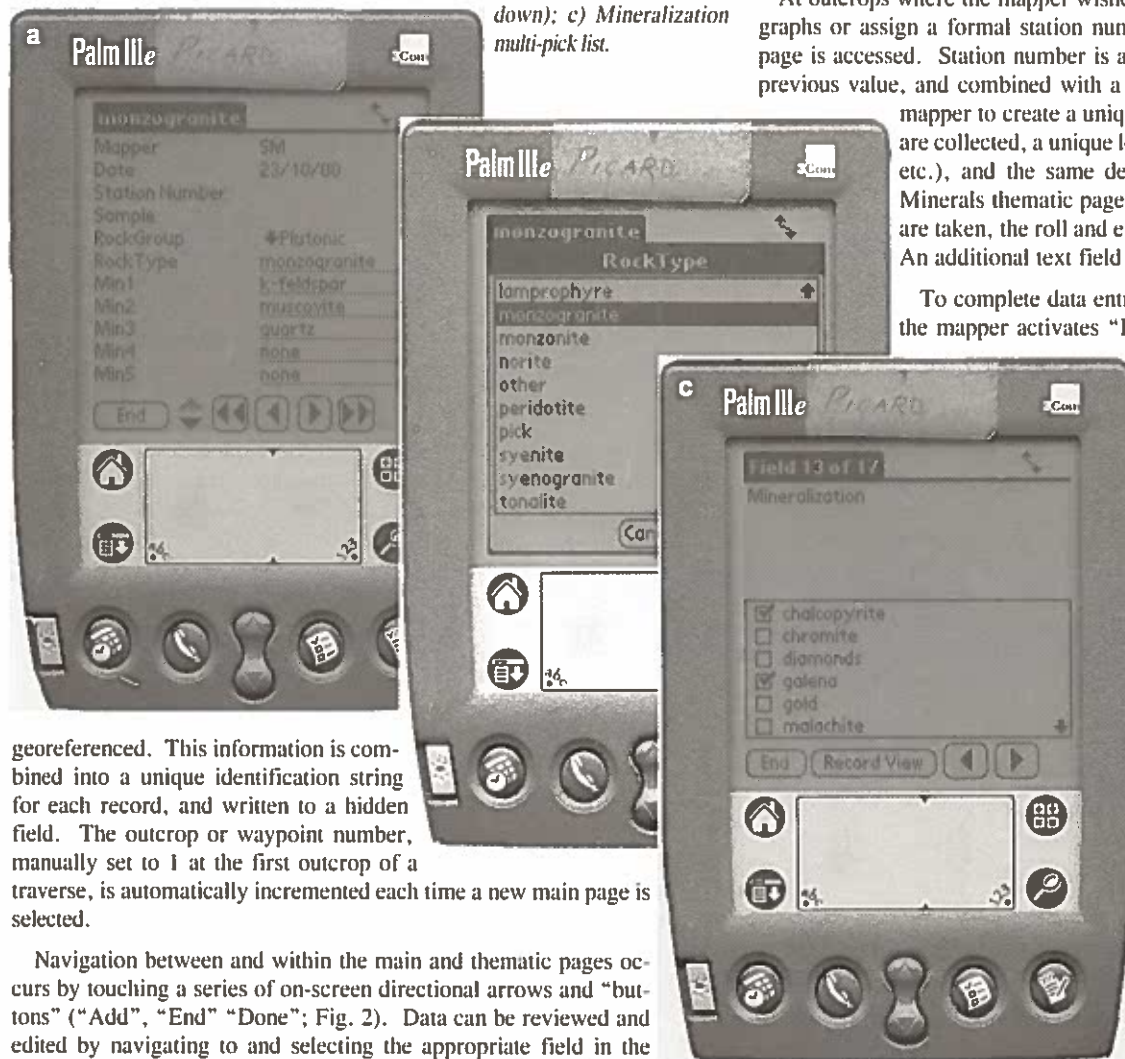 down); c) Mineralization
multi-pick list.
At outcrops where the mapper wishe
graphs or assign a formal station num
page is accessed. Station number is a
previous value, and combined with a
mapper to create a uniq
are collected, a unique l
etc.), and the same de
Minerals thematic page
are taken, the roll and e
An additional text field
To complete data entr
the mapper activates "I
a
Palm IIIe PICARD 3Com
monzogranite
Mapper SM
Date 23/10/00
Station Number
Sample
RockGroup Plutonic
RockType monzogranite
Min1 k-feldspar
Min2 muscovite
Min3 quartz
Min4 none
Min5 none
End
Palm IIIe PICARD 3Com
monzogranite
RockType
lamprophyre
monzogranite
monzonite
norite
other
peridotite
pick
syenite
syenogranite
tonalite
Can
c
Palm IIIe PICARD 3Com
Field 13 of 17
Mineralization
chalcopyrite
chromite
diamonds
galena
gold
malachite
End Record View
123
georeferenced. This information is com-
bined into a unique identification string
for each record, and written to a hidden
field. The outcrop or waypoint number,
manually set to 1 at the first outcrop of a
traverse, is automatically incremented each time a new main page is
selected.
Navigation between and within the main and thematic pages oc-
curs by touching a series of on-screen directional arrows and "but-
tons" ("Add", "End" "Done"; Fig. 2). Data can be reviewed and
edited by navigating to and selecting the appropriate field in the